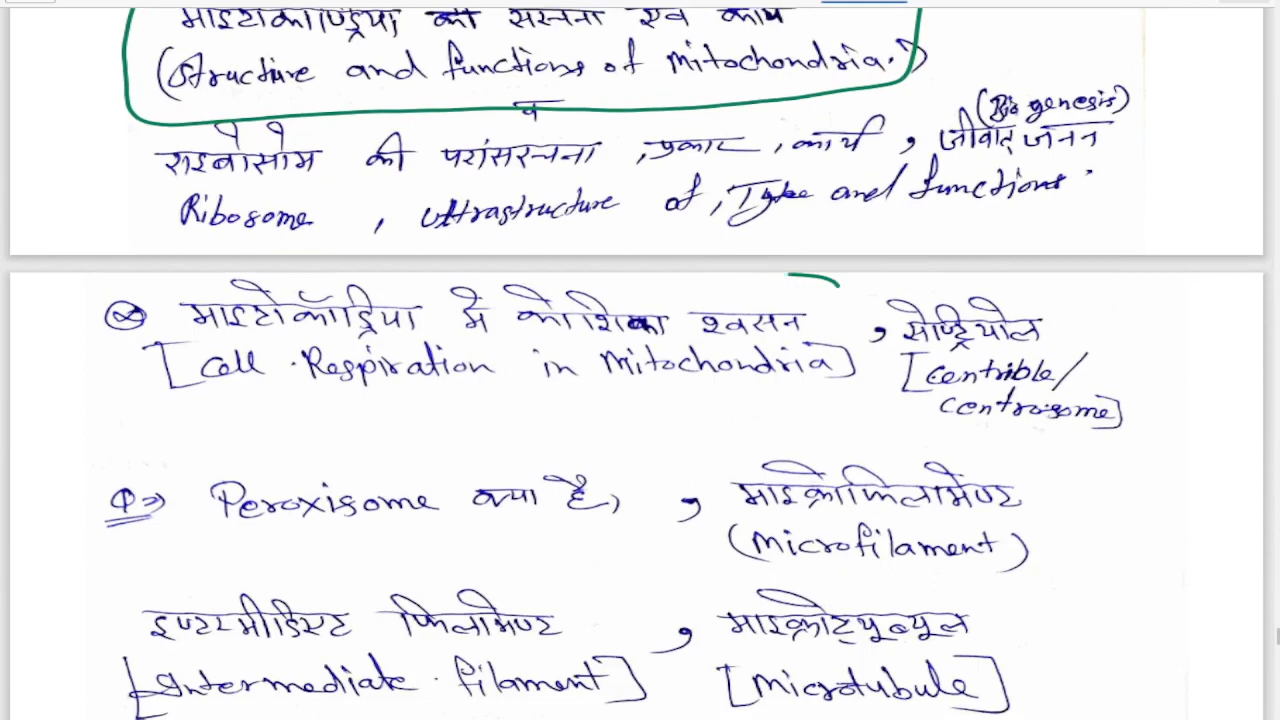 माइटोकाण्ड्रिया की संरचना एवं कार्य
(Structure and functions of Mitochondria.)
व
(Bio genesis)
राइबोसोम की परासंरचना, प्रकार, कार्य, जीवात् जनन
Ribosome, Ultrastructure of, Type and functions.
माइटोकॉड्रिया में कोशिका श्वसन, सेण्ट्रियोल
[Cell Respiration in Mitochondria] [Centrible/
Centrosome]
Q ⇒ Peroxisome क्या है, , माइक्रोफिलामेण्ट
(Microfilament)
इण्टरमीडिएट फिलामेण्ट, माइक्रोट्यूब्यूल
[Intermediate filament] [Microtubule]